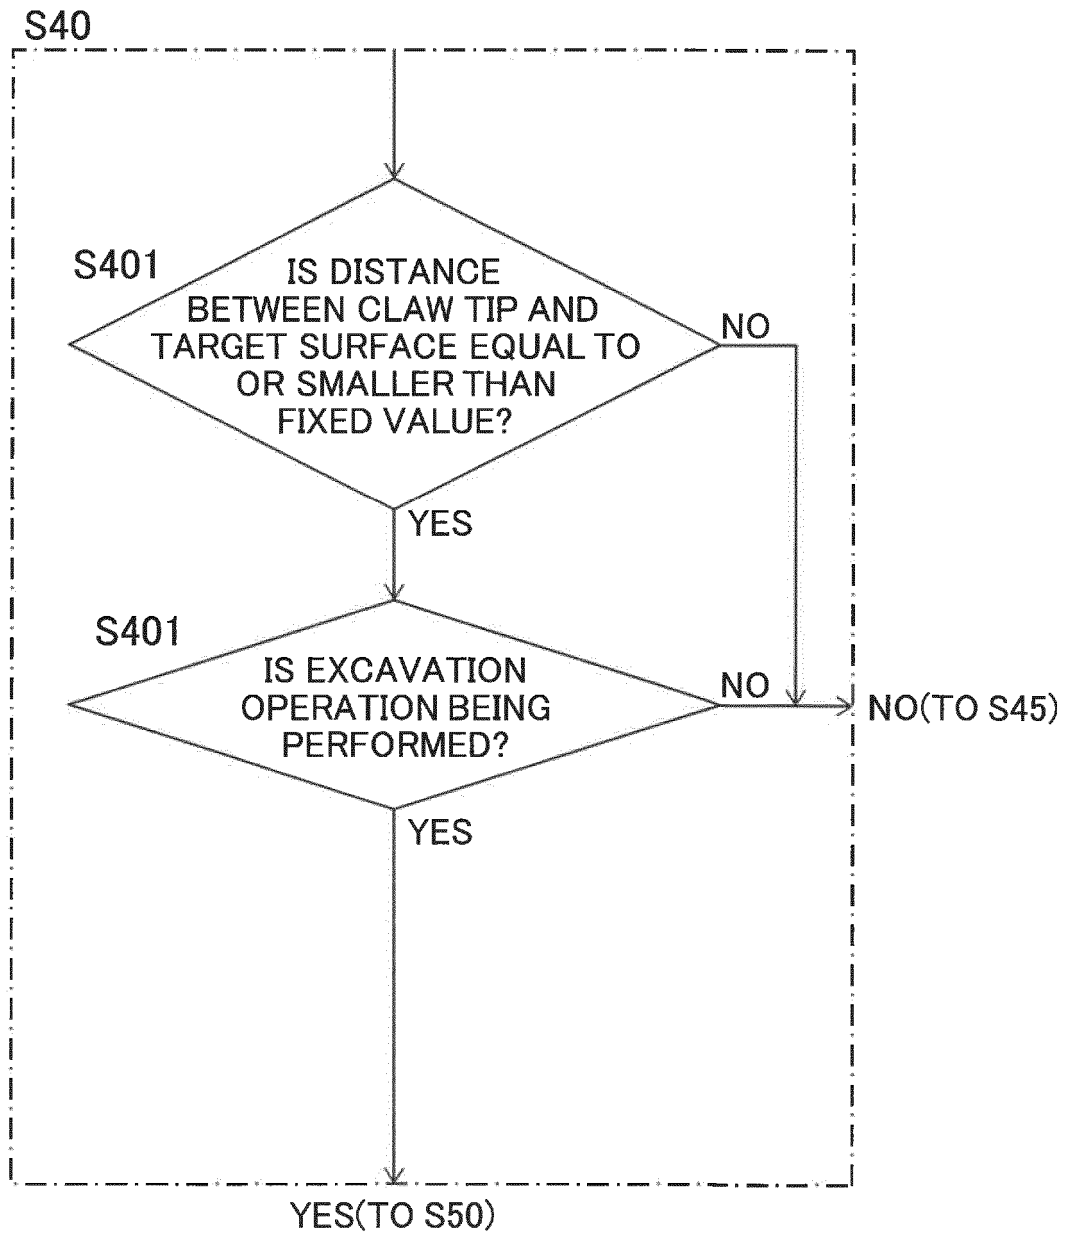 S40
S401
IS DISTANCE
BETWEEN CLAW TIP AND
TARGET SURFACE EQUAL TO
OR SMALLER THAN
FIXED VALUE?
NO
YES
S401
IS EXCAVATION
OPERATION BEING
PERFORMED?
NO
NO(TO S45)
YES
YES(TO S50)